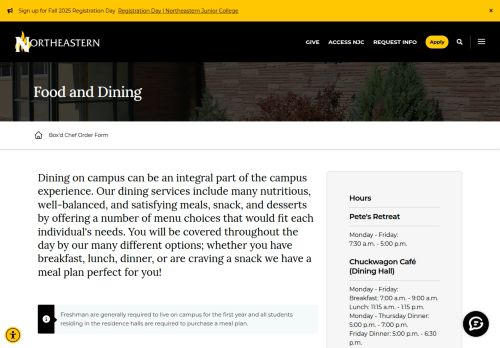 Sign up for Fall 2025 Registration Day Registration Day | Northeastern Junior College ×
NORTHEASTERN GIVE ACCESS NJC REQUEST INFO Apply
Food and Dining
Box'd Chef Order Form
Dining on campus can be an integral part of the campus
experience. Our dining services include many nutritious,
well-balanced, and satisfying meals, snack, and desserts
by offering a number of menu choices that would fit each
individual's needs. You will be covered throughout the
day by our many different options; whether you have
breakfast, lunch, dinner, or are craving a snack we have a
meal plan perfect for you!
Freshman are generally required to live on campus for the first year and all students
residing in the residence halls are required to purchase a meal plan.
Hours
Pete's Retreat
Monday - Friday:
7:30 a.m. - 5:00 p.m.
Chuckwagon Café
(Dining Hall)
Monday - Friday:
Breakfast: 7:00 a.m. - 9:00 a.m.
Lunch: 11:15 a.m. - 1:15 p.m.
Monday - Thursday Dinner:
5:00 p.m. - 7:00 p.m.
Friday Dinner: 5:00 p.m. - 6:30
p.m.